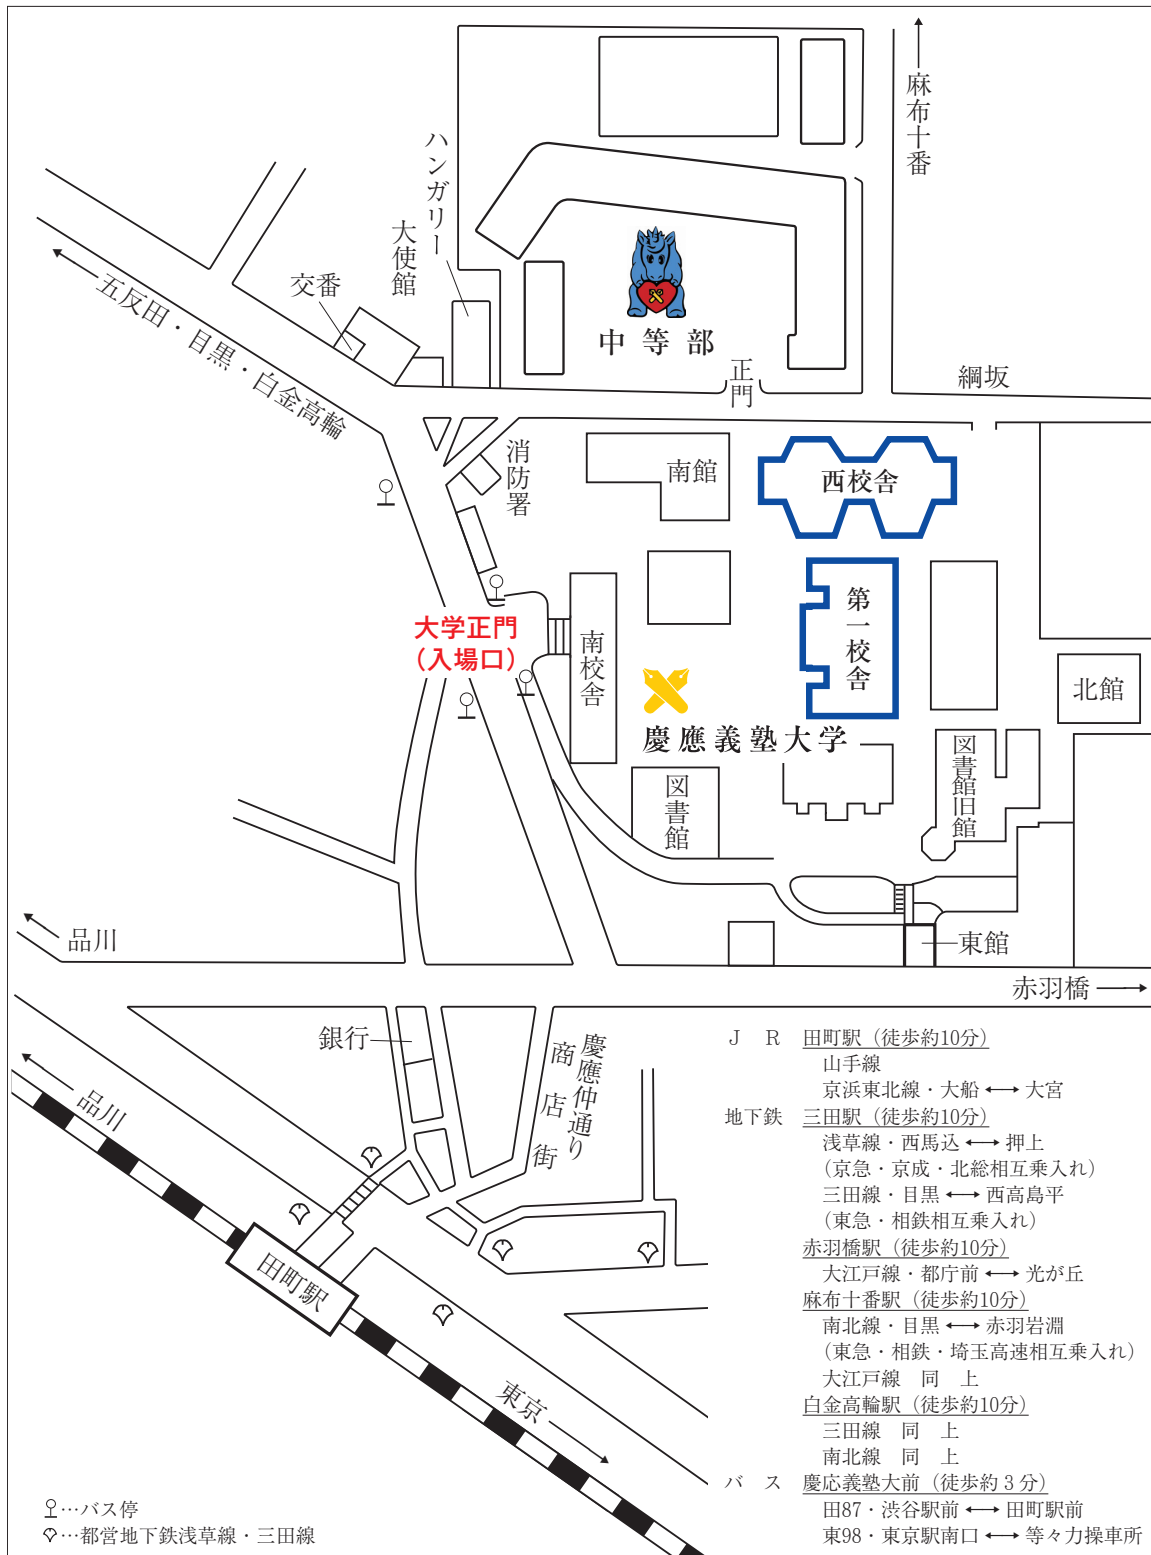 麻布十番
ハンガリー
大使館
交番
五反田・目黒・白金高輪
中等部
正門
綱坂
消防署
南館
西校舎
第一校舎
大学正門
（入場口）
南校舎
北館
慶應義塾大学
図書館
図書館旧館
品川
東館
赤羽橋
銀行
慶應仲通り
商店街
品川
田町駅
東京
ＪＲ 田町駅（徒歩約10分）
山手線
京浜東北線・大船⟷大宮
地下鉄 三田駅（徒歩約10分）
浅草線・西馬込⟷押上
（京急・京成・北総相互乗入れ）
三田線・目黒⟷西高島平
（東急・相鉄相互乗入れ）
赤羽橋駅（徒歩約10分）
大江戸線・都庁前⟷光が丘
麻布十番駅（徒歩約10分）
南北線・目黒⟷赤羽岩淵
（東急・相鉄・埼玉高速相互乗入れ）
大江戸線 同 上
白金高輪駅（徒歩約10分）
三田線 同 上
南北線 同 上
バス 慶応義塾大前（徒歩約３分）
田87・渋谷駅前⟷田町駅前
東98・東京駅南口⟷等々力操車所
…バス停
…都営地下鉄浅草線・三田線